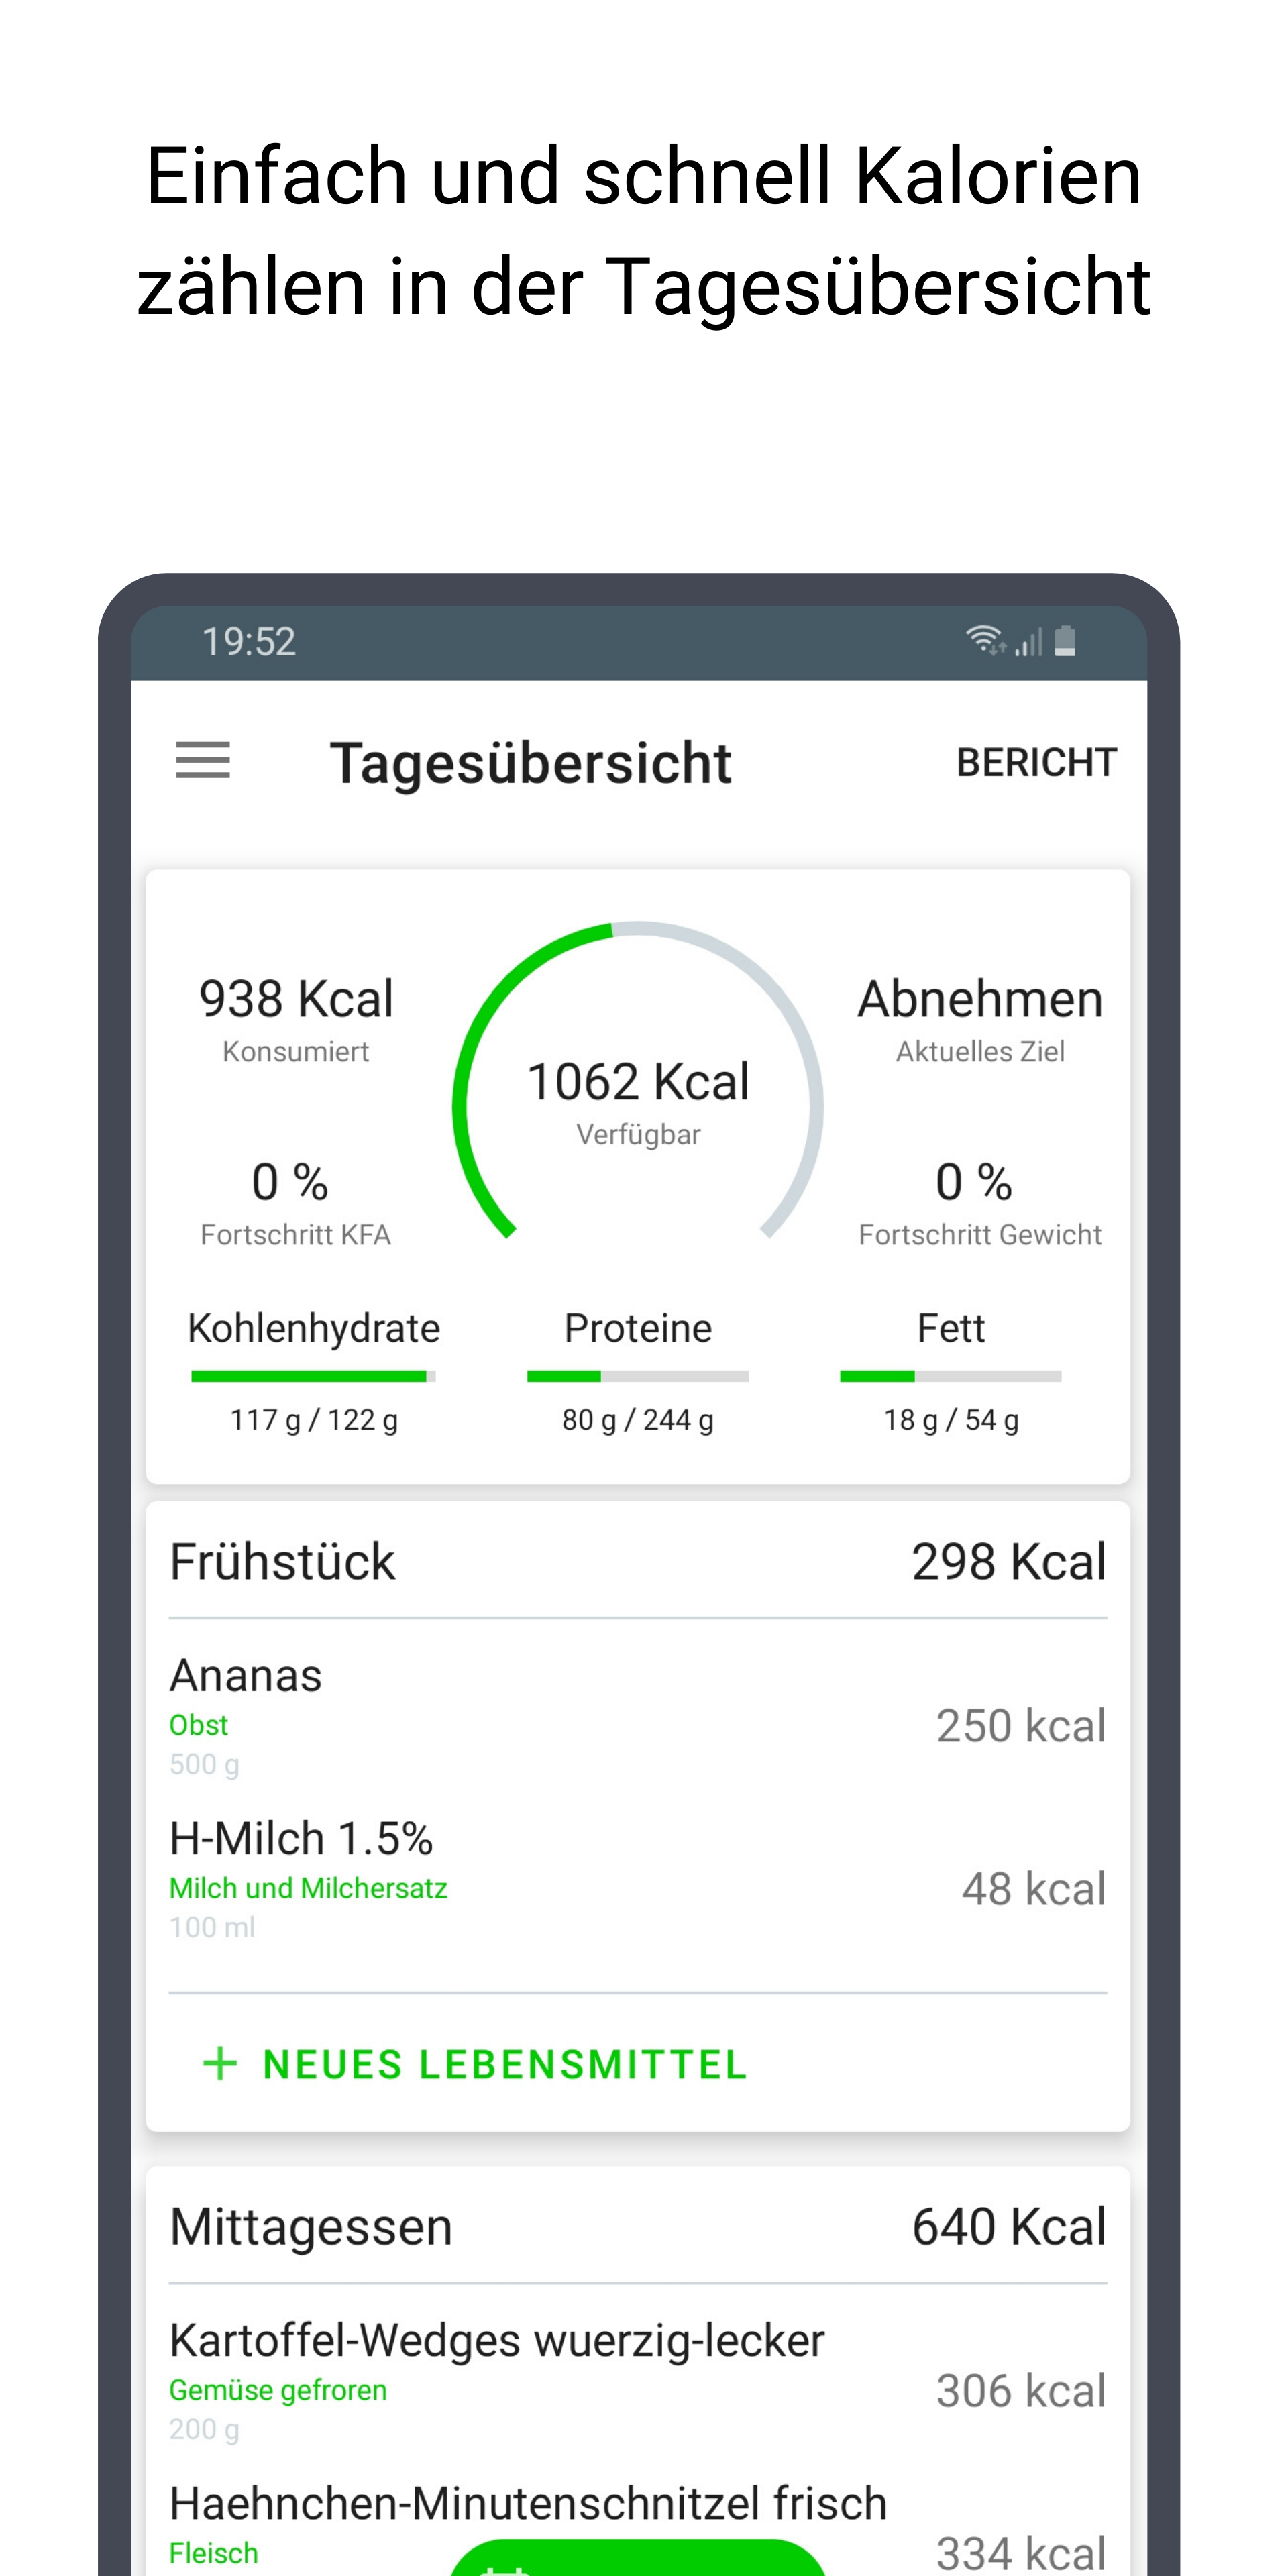 Einfach und schnell Kalorien
zählen in der Tagesübersicht
19:52
Tagesübersicht
BERICHT
938 Kcal
Konsumiert
1062 Kcal
Verfügbar
Abnehmen
Aktuelles Ziel
0 %
Fortschritt KFA
0 %
Fortschritt Gewicht
Kohlenhydrate
117 g / 122 g
Proteine
80 g / 244 g
Fett
18 g / 54 g
Frühstück
298 Kcal
Ananas
Obst
500 g
250 kcal
H-Milch 1.5%
Milch und Milchersatz
100 ml
48 kcal
+ NEUES LEBENSMITTEL
Mittagessen
640 Kcal
Kartoffel-Wedges wuerzig-lecker
Gemüse gefroren
200 g
306 kcal
Haehnchen-Minutenschnitzel frisch
Fleisch
334 kcal